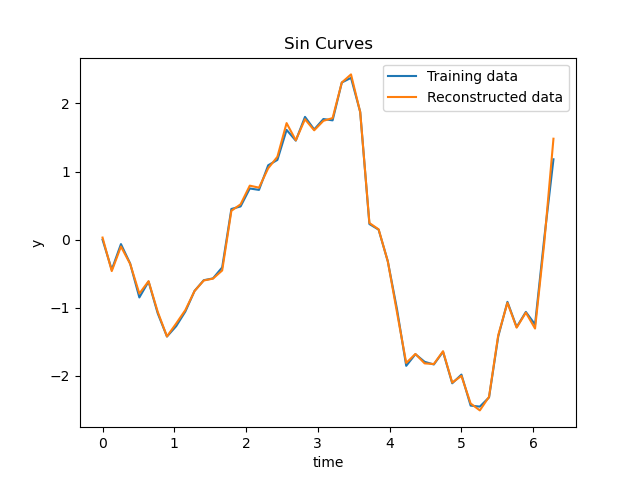 Sin Curves
Training data
Reconstructed data
y
2
1
0
−1
−2
0 1 2 3 4 5 6
time